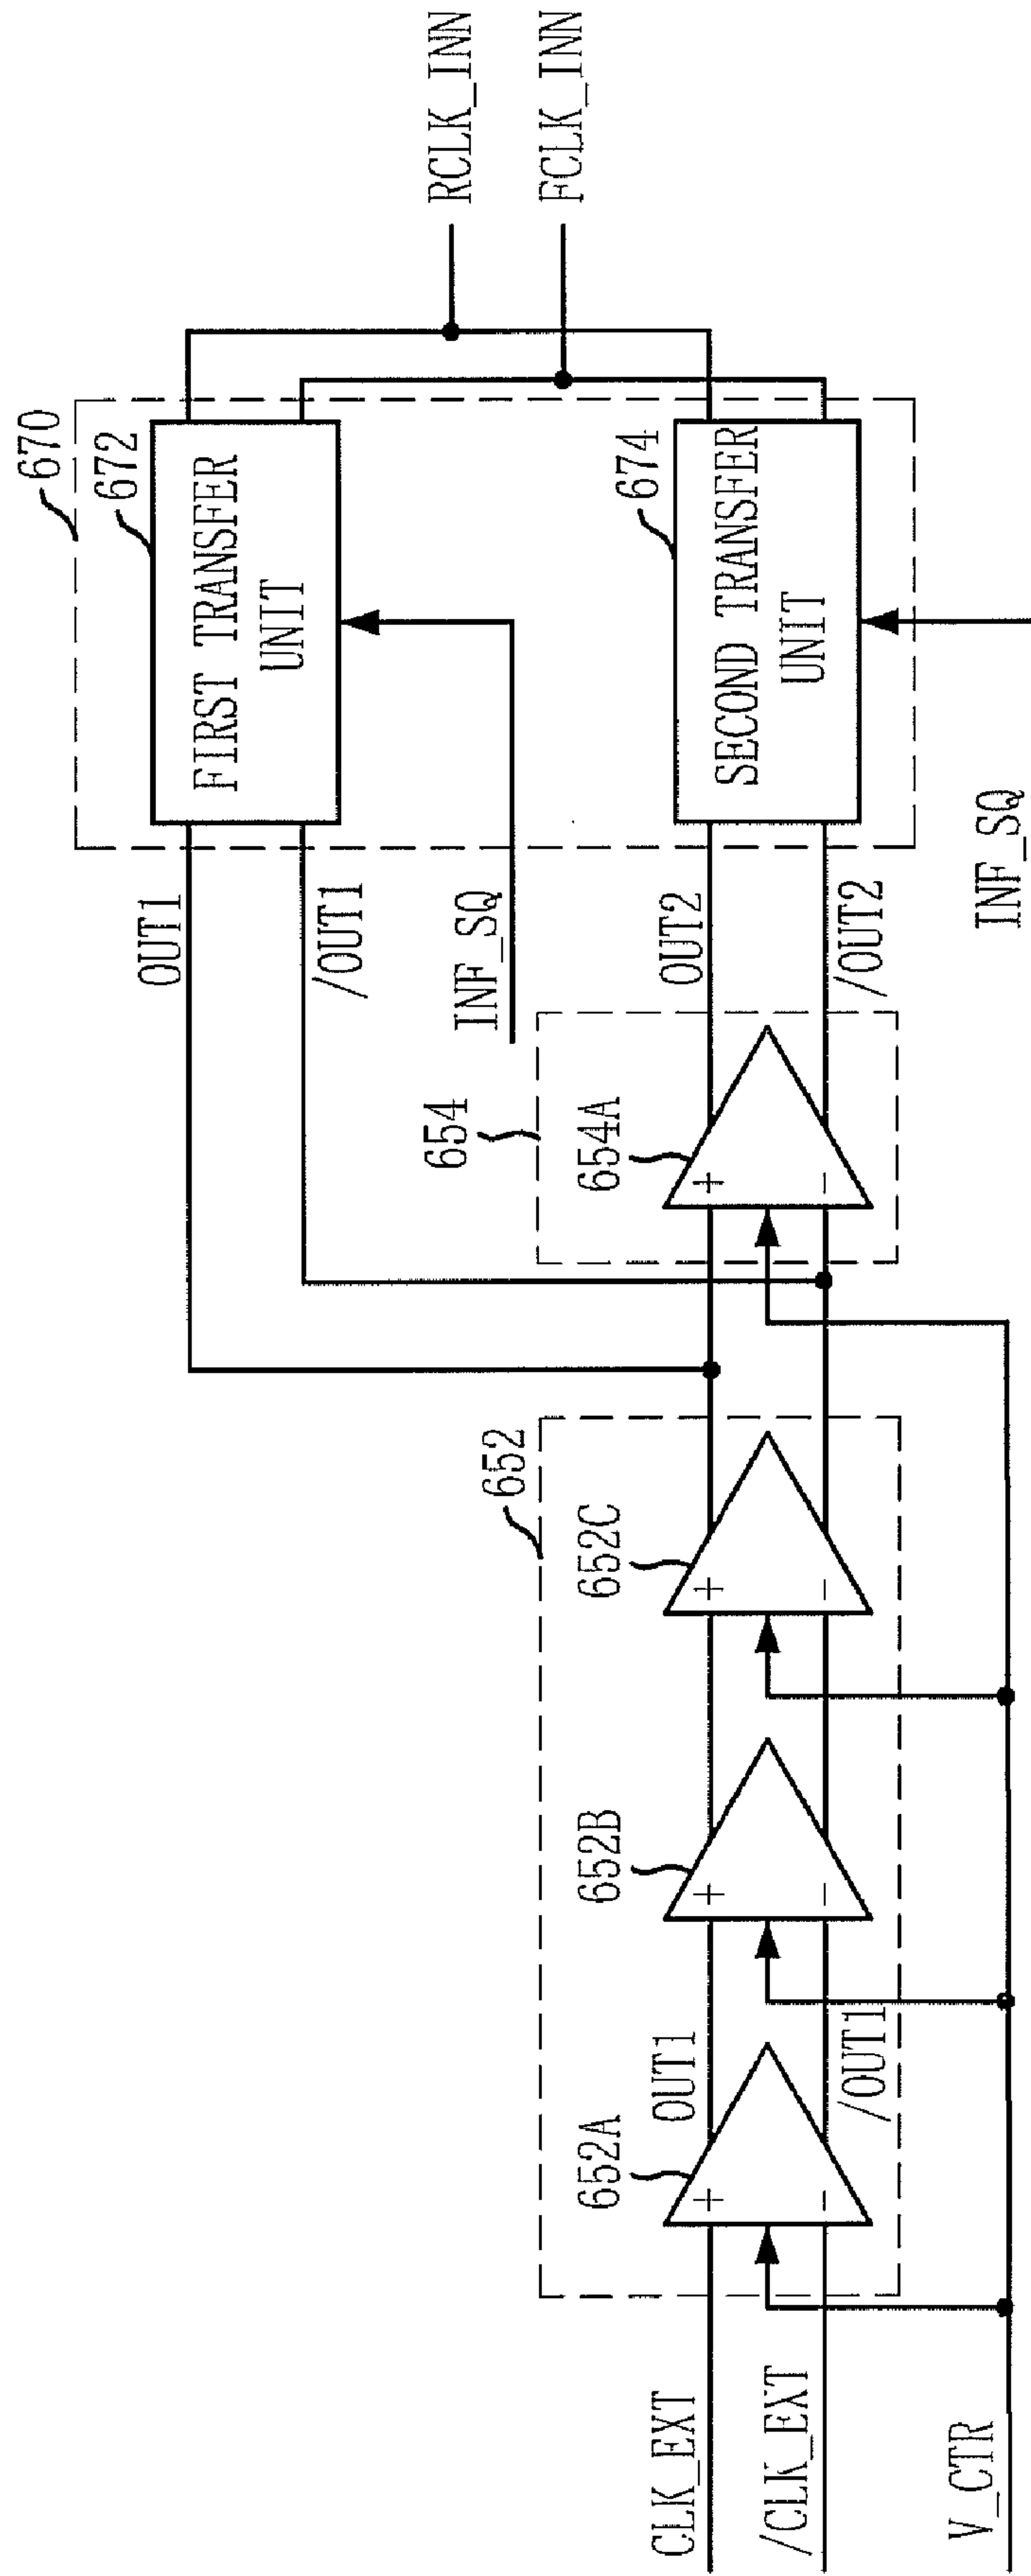 670
672
FIRST TRANSFER
UNIT
OUT1
/OUT1
INF_SQ
RCLK_INN
FCLK_INN
674
SECOND TRANSFER
UNIT
OUT2
/OUT2
INF_SQ
654
654A
+
−
652
652A
652B
652C
+
−
+
−
+
−
OUT1
/OUT1
CLK_EXT
/CLK_EXT
V_CTR